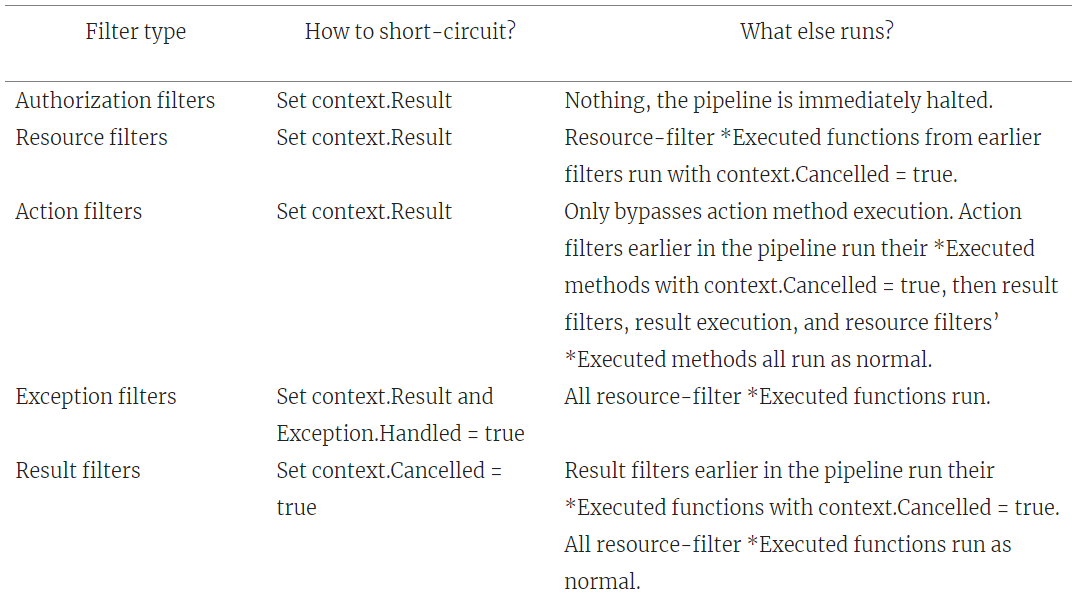 Filter type How to short-circuit? What else runs?
Authorization filters Set context.Result Nothing, the pipeline is immediately halted.
Resource filters Set context.Result Resource-filter *Executed functions from earlier
filters run with context.Cancelled = true.
Action filters Set context.Result Only bypasses action method execution. Action
filters earlier in the pipeline run their *Executed
methods with context.Cancelled = true, then result
filters, result execution, and resource filters’
*Executed methods all run as normal.
Exception filters Set context.Result and All resource-filter *Executed functions run.
Exception.Handled = true
Result filters Set context.Cancelled = Result filters earlier in the pipeline run their
true *Executed functions with context.Cancelled = true.
All resource-filter *Executed functions run as
normal.